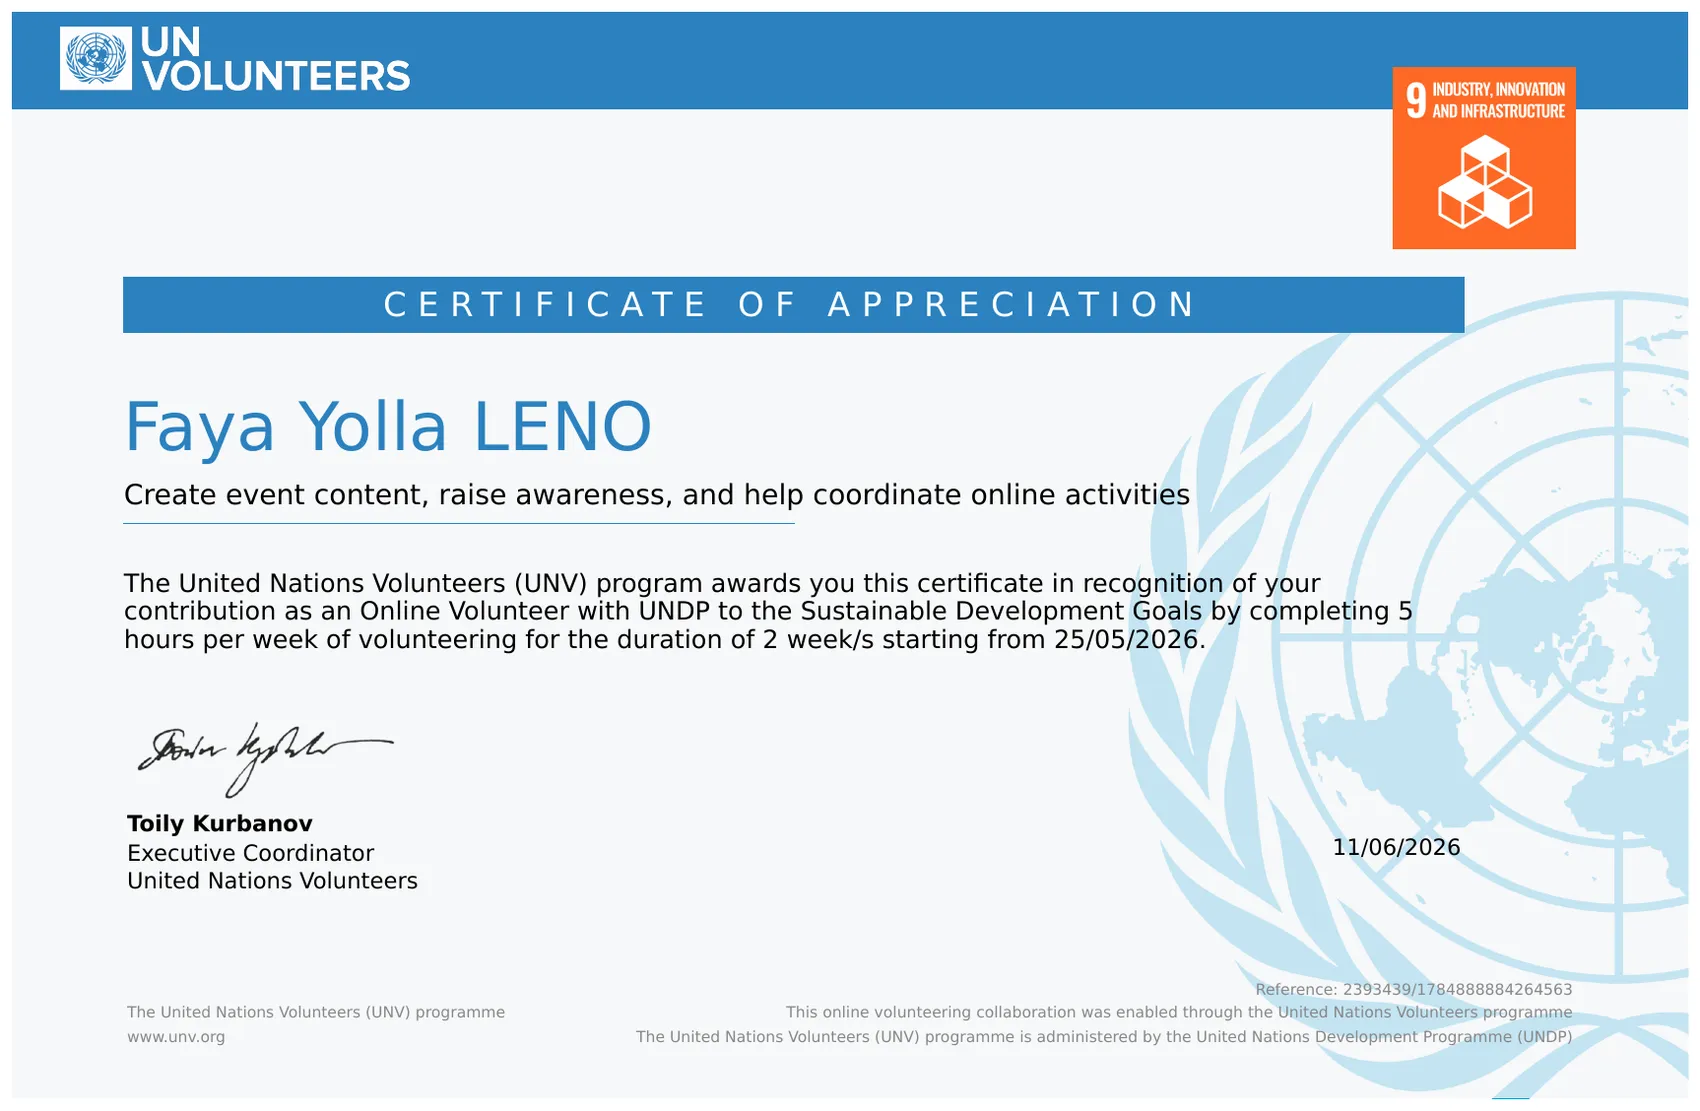 UN
VOLUNTEERS
9 INDUSTRY, INNOVATION
AND INFRASTRUCTURE
CERTIFICATE OF APPRECIATION
Faya Yolla LENO
Create event content, raise awareness, and help coordinate online activities
The United Nations Volunteers (UNV) program awards you this certificate in recognition of your
contribution as an Online Volunteer with UNDP to the Sustainable Development Goals by completing 5
hours per week of volunteering for the duration of 2 week/s starting from 25/05/2026.
Toily Kurbanov
Executive Coordinator
United Nations Volunteers
11/06/2026
Reference: 2393439/1784888884264563
The United Nations Volunteers (UNV) programme
This online volunteering collaboration was enabled through the United Nations Volunteers programme
www.unv.org
The United Nations Volunteers (UNV) programme is administered by the United Nations Development Programme (UNDP)